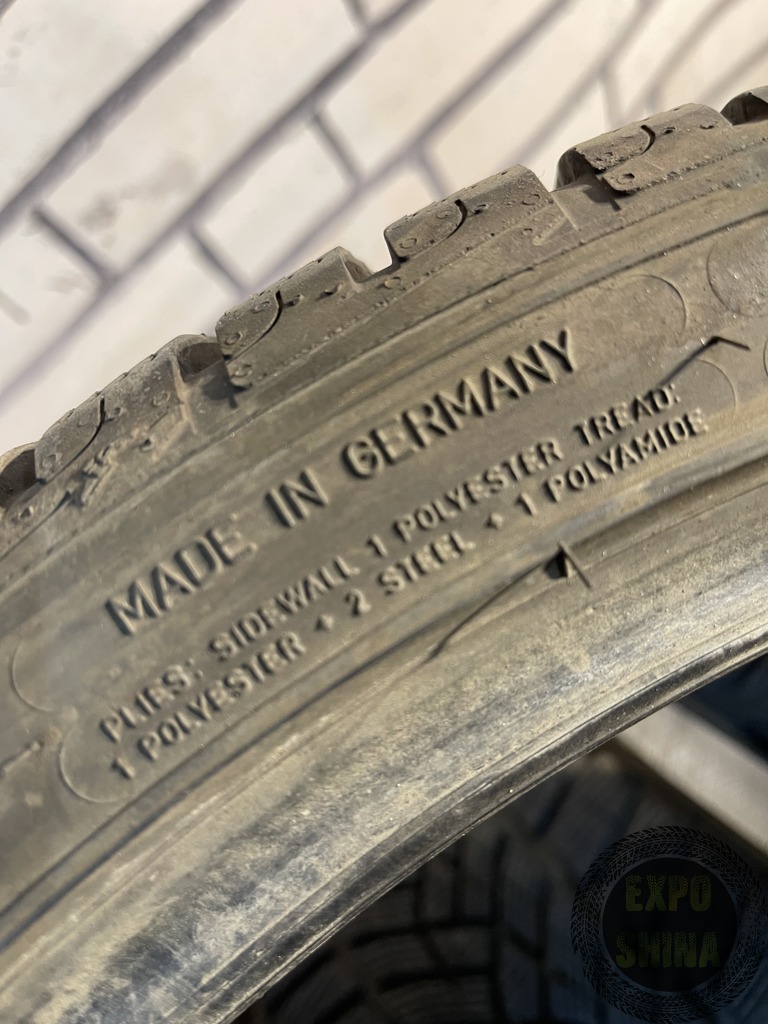 MADE IN GERMANY
PLIES: SIDEWALL 1 POLYESTER TREAD:
1 POLYESTER + 2 STEEL + 1 POLYAMIDE
EXPO
SHINA